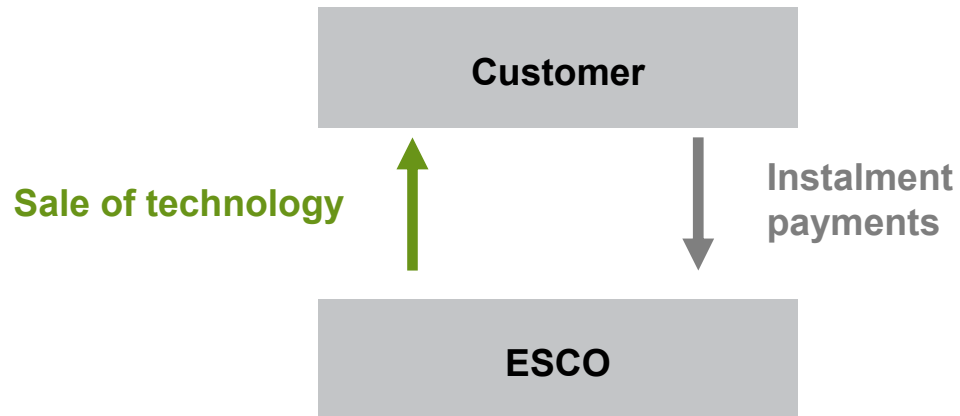 Customer
Sale of technology
Instalment
payments
ESCO